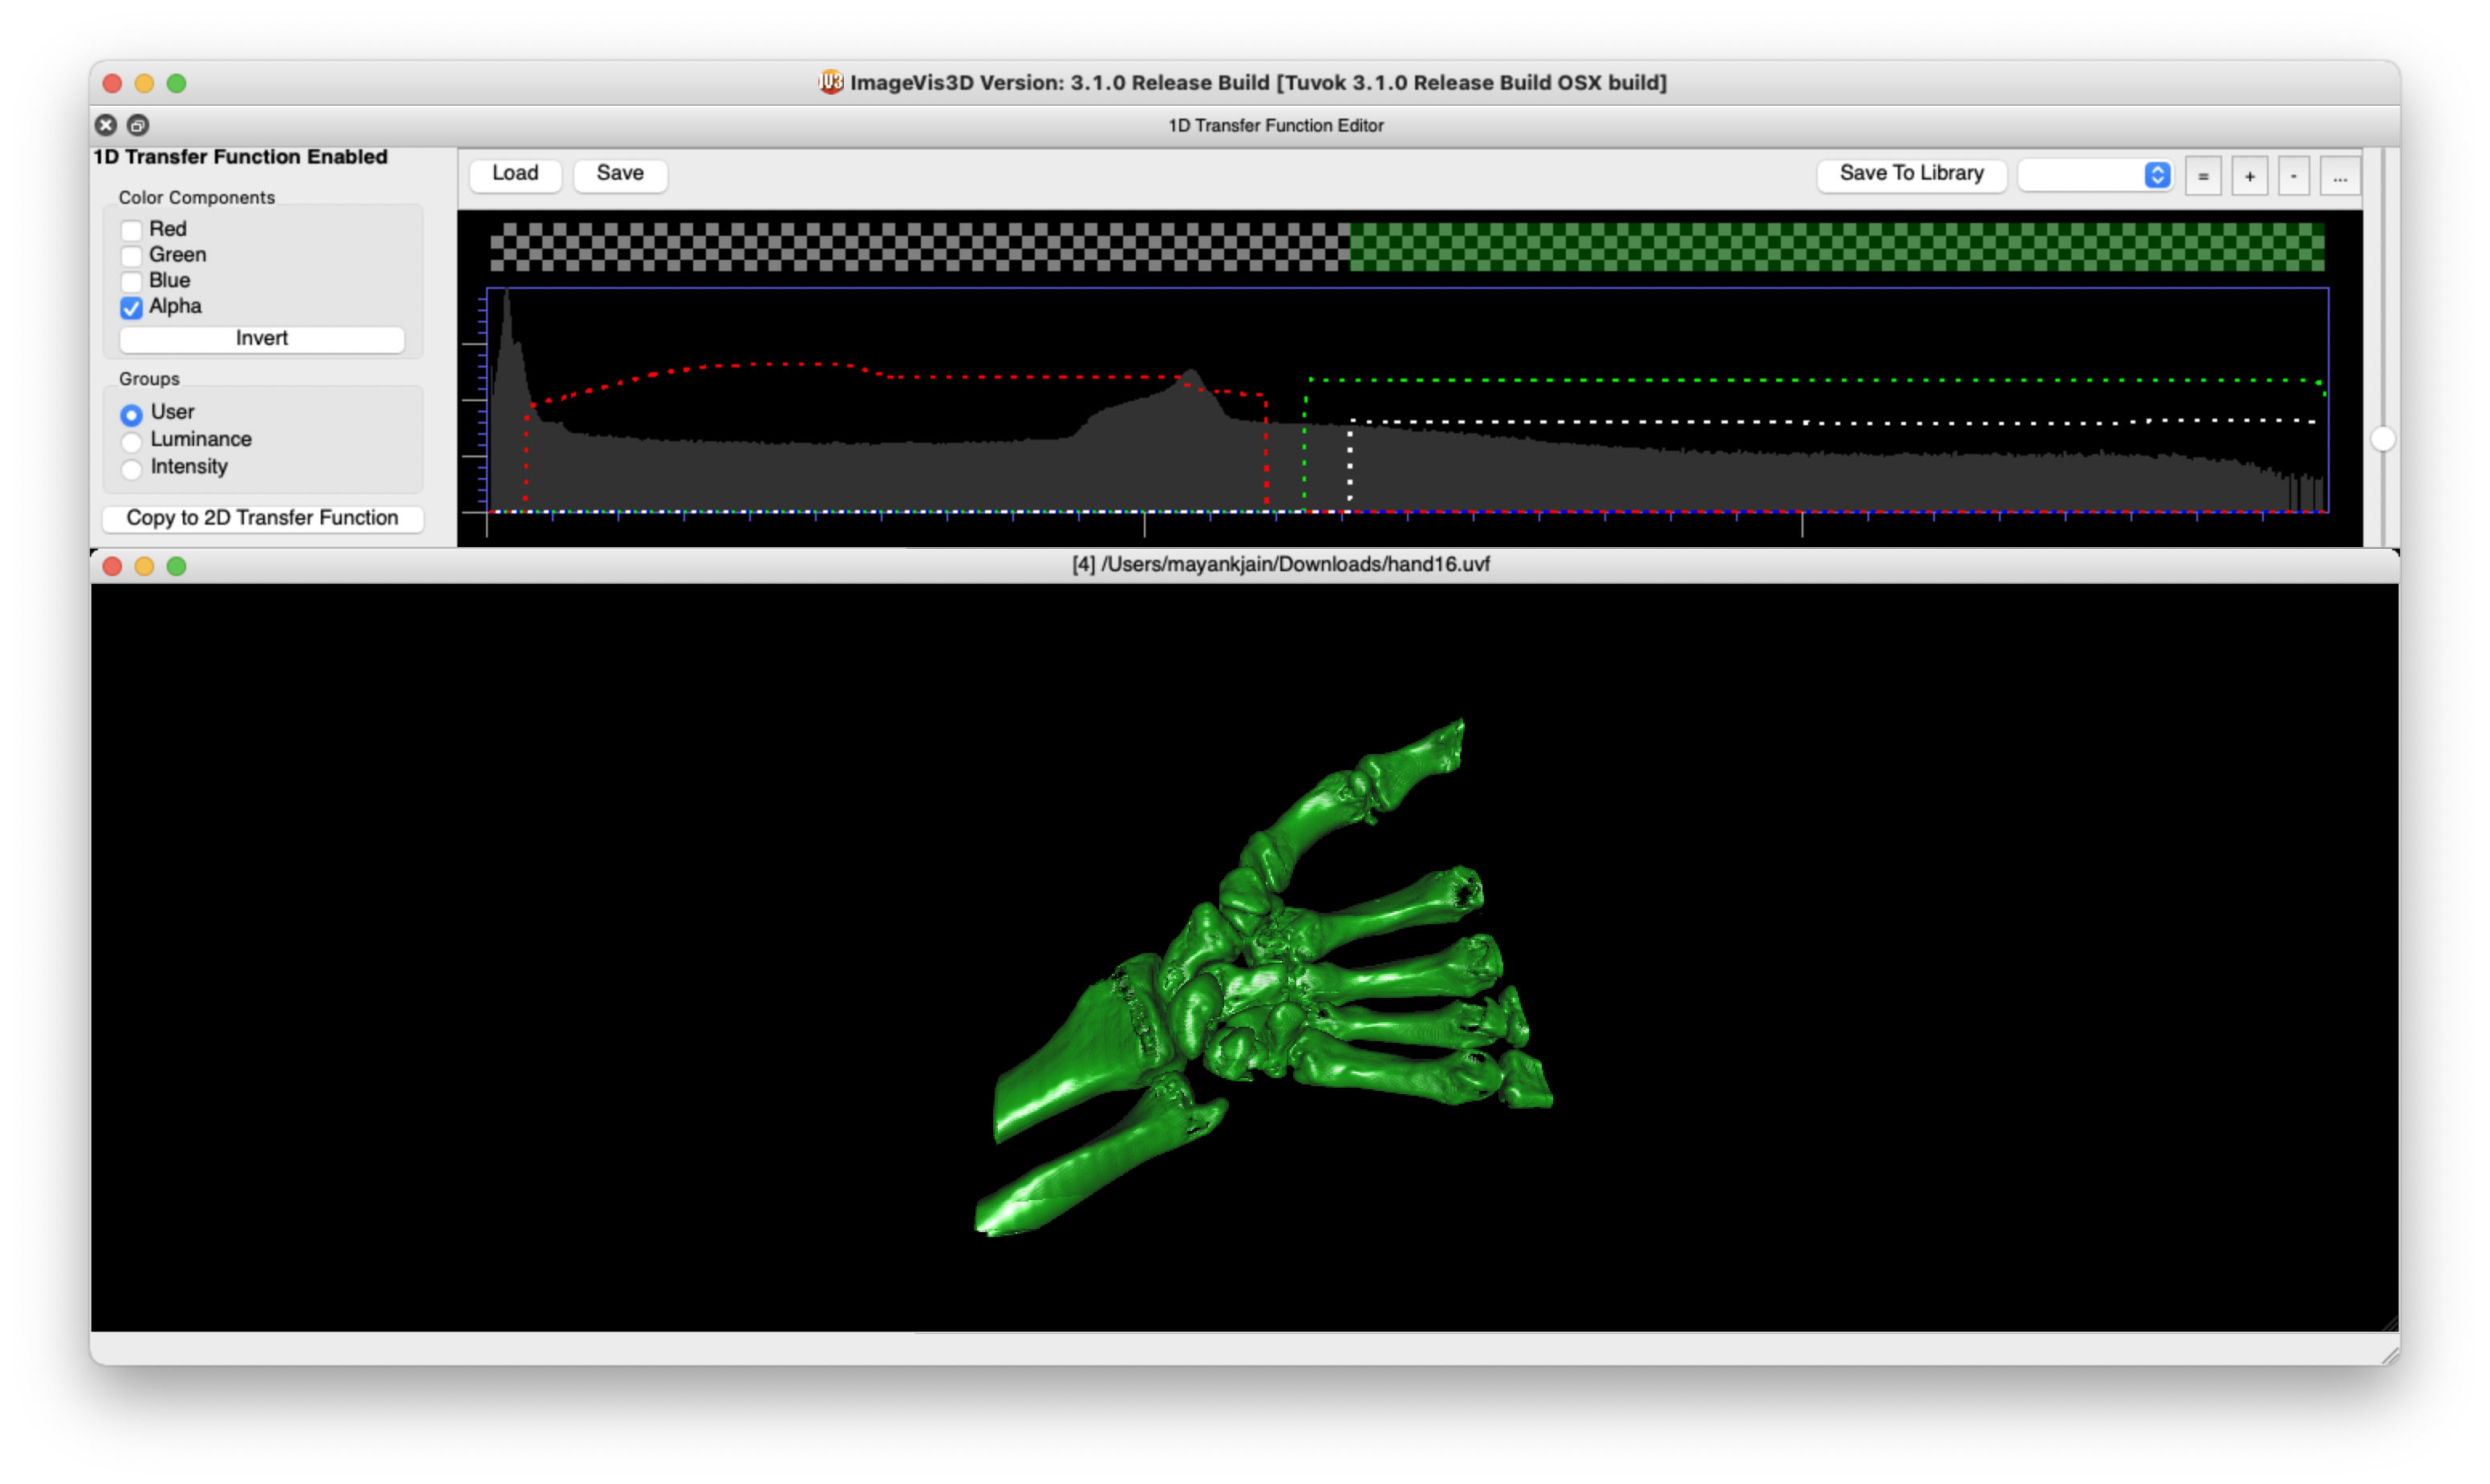 IV3 ImageVis3D Version: 3.1.0 Release Build [Tuvok 3.1.0 Release Build OSX build]
1D Transfer Function Editor
1D Transfer Function Enabled
Load Save Save To Library = + - ...
Color Components
Red
Green
Blue
Alpha
Invert
Groups
User
Luminance
Intensity
Copy to 2D Transfer Function
[4] /Users/mayankjain/Downloads/hand16.uvf